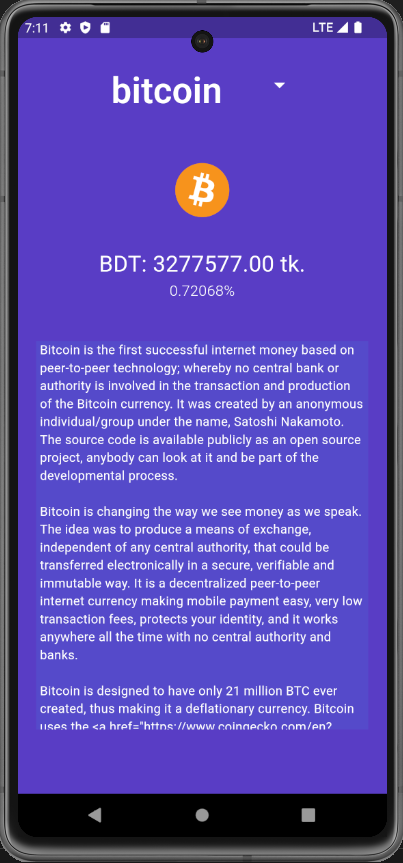 7:11 LTE
bitcoin
BDT: 3277577.00 tk.
0.72068%
Bitcoin is the first successful internet money based on
peer-to-peer technology; whereby no central bank or
authority is involved in the transaction and production
of the Bitcoin currency. It was created by an anonymous
individual/group under the name, Satoshi Nakamoto.
The source code is available publicly as an open source
project, anybody can look at it and be part of the
developmental process.
Bitcoin is changing the way we see money as we speak.
The idea was to produce a means of exchange,
independent of any central authority, that could be
transferred electronically in a secure, verifiable and
immutable way. It is a decentralized peer-to-peer
internet currency making mobile payment easy, very low
transaction fees, protects your identity, and it works
anywhere all the time with no central authority and
banks.
Bitcoin is designed to have only 21 million BTC ever
created, thus making it a deflationary currency. Bitcoin
uses the <a href="https://www.coingecko.com/en?